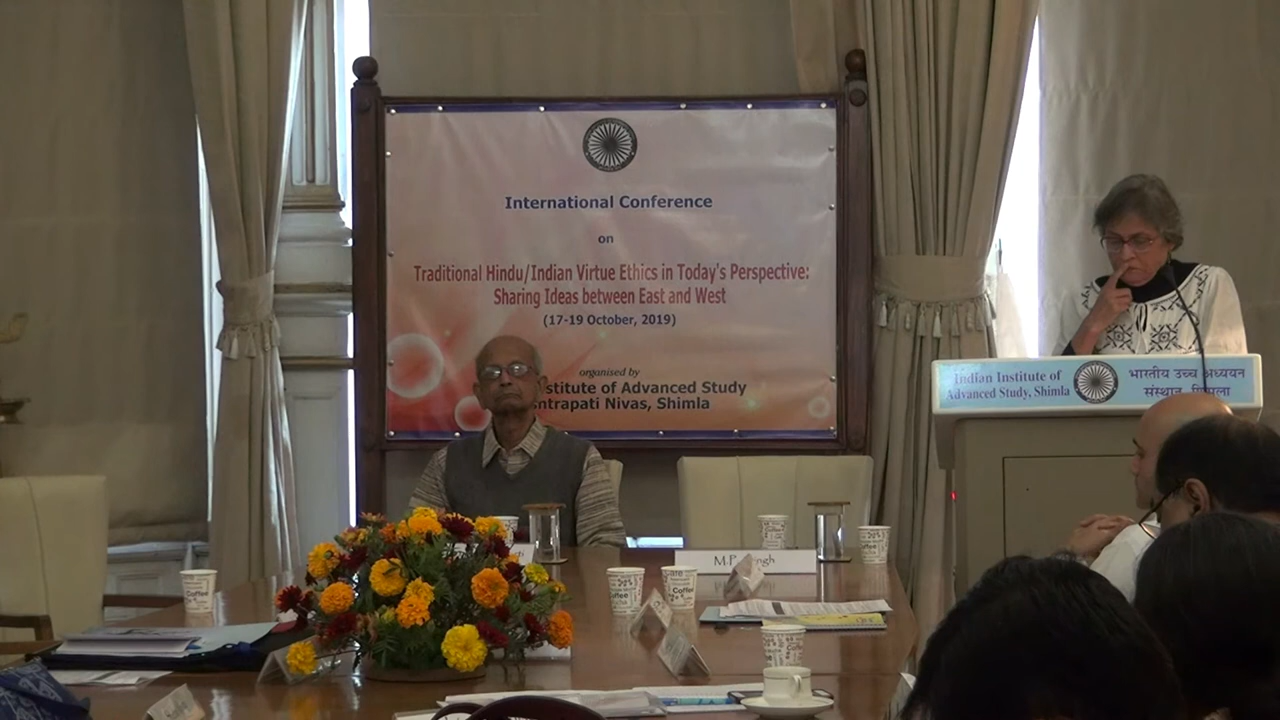 International Conference
on
Traditional Hindu/Indian Virtue Ethics in Today's Perspective:
Sharing Ideas between East and West
(17-19 October, 2019)
organised by
stitute of Advanced Study
ntrapati Nivas, Shimla
Indian Institute of
Advanced Study, Shimla
भारतीय उच्च अध्ययन
संस्थान,
Coffee
Coffee